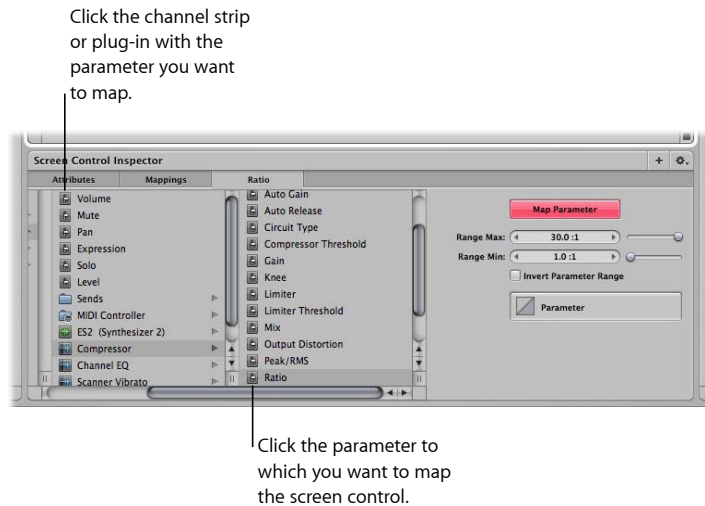 Click the channel strip
or plug-in with the
parameter you want
to map.
Screen Control Inspector
Attributes
Mappings
Ratio
Volume
Mute
Pan
Expression
Solo
Level
Sends
MIDI Controller
ES2 (Synthesizer 2)
Compressor
Channel EQ
Scanner Vibrato
Auto Gain
Auto Release
Circuit Type
Compressor Threshold
Gain
Knee
Limiter
Limiter Threshold
Mix
Output Distortion
Peak/RMS
Ratio
Map Parameter
Range Max: 30.0 :1
Range Min: 1.0 :1
Invert Parameter Range
Parameter
Click the parameter to
which you want to map
the screen control.